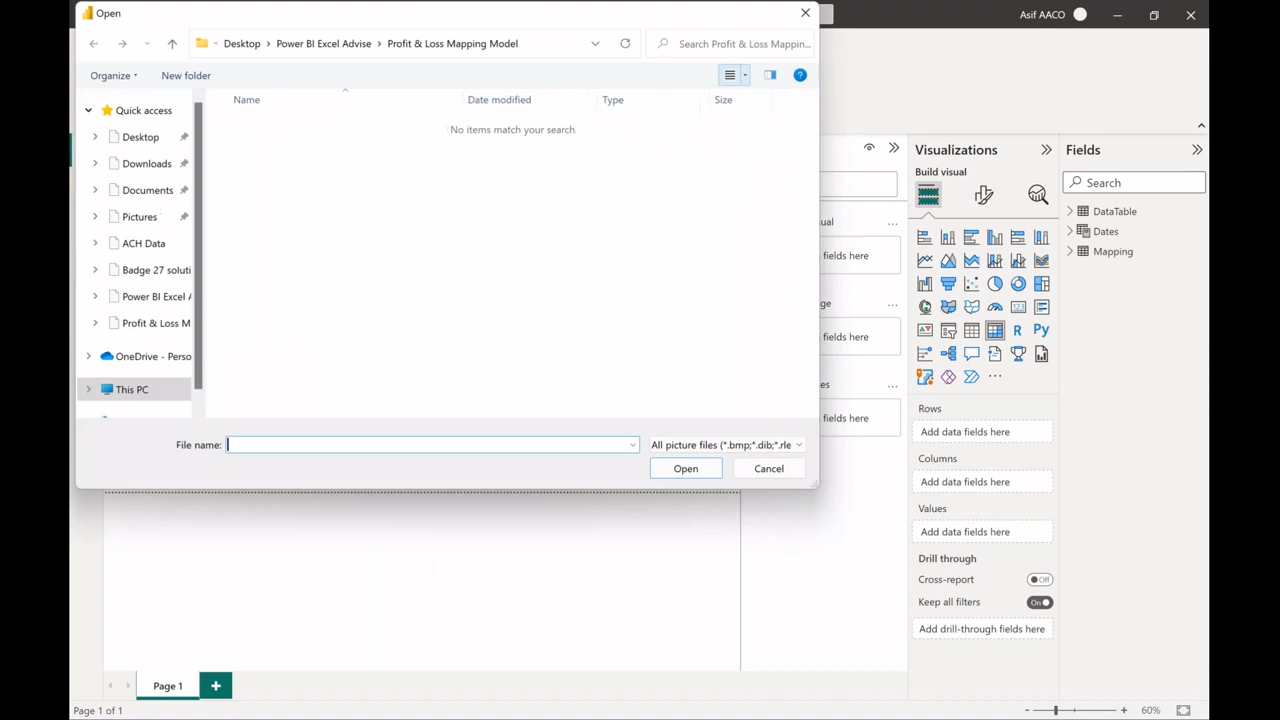 Open
Asif AACO
Desktop > Power BI Excel Advise > Profit & Loss Mapping Model
Search Profit & Loss Mappin...
Organize
New folder
Name
Date modified
Type
Size
No items match your search.
Quick access
Desktop
Downloads
Documents
Pictures
ACH Data
Badge 27 soluti
Power BI Excel A
Profit & Loss M
OneDrive - Perso
This PC
File name:
All picture files (*.bmp;*.dib;*.rle
Open
Cancel
ual
fields here
ge
fields here
es
fields here
Visualizations
Build visual
123
R
Py
Rows
Add data fields here
Columns
Add data fields here
Values
Add data fields here
Drill through
Cross-report
Off
Keep all filters
On
Add drill-through fields here
Fields
Search
DataTable
Dates
Mapping
Page 1
Page 1 of 1
60%